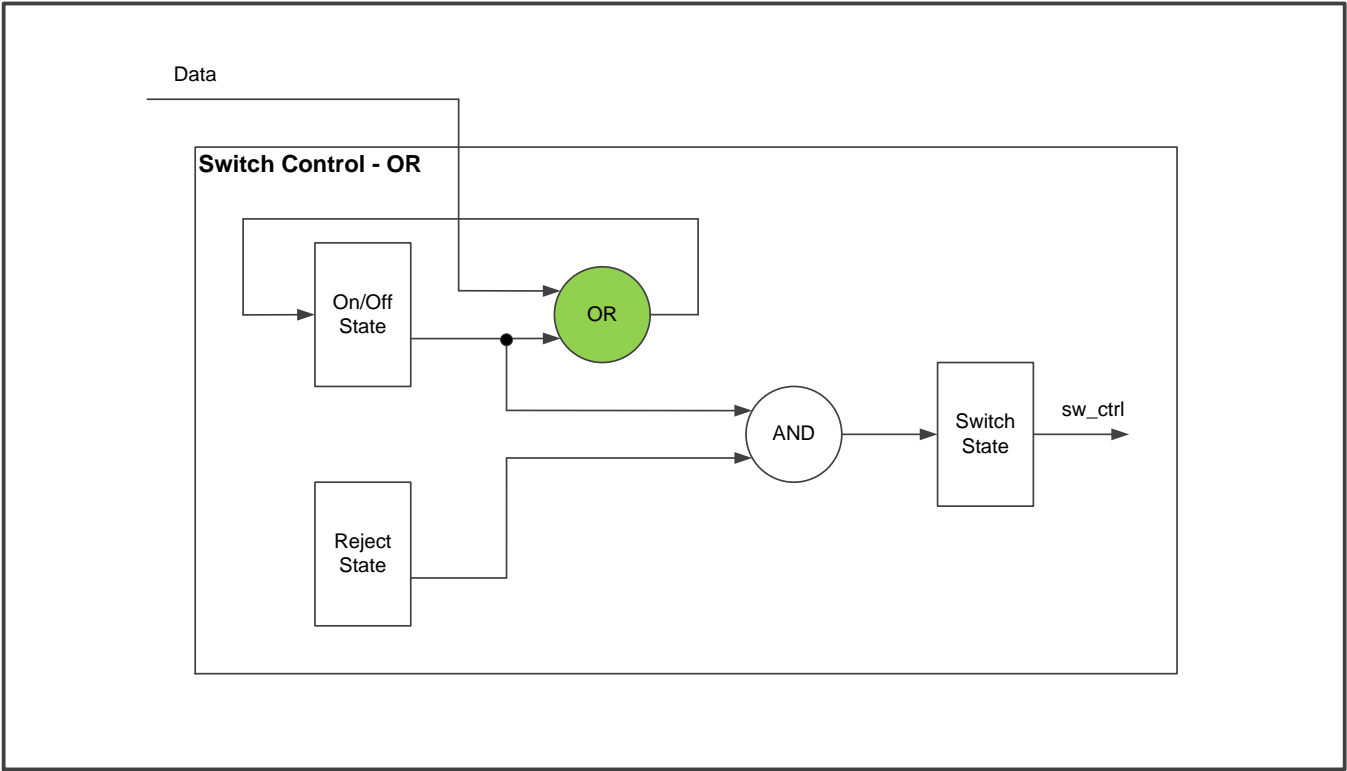 Data
Switch Control - OR
On/Off
State
OR
AND
Switch
State
sw_ctrl
Reject
State